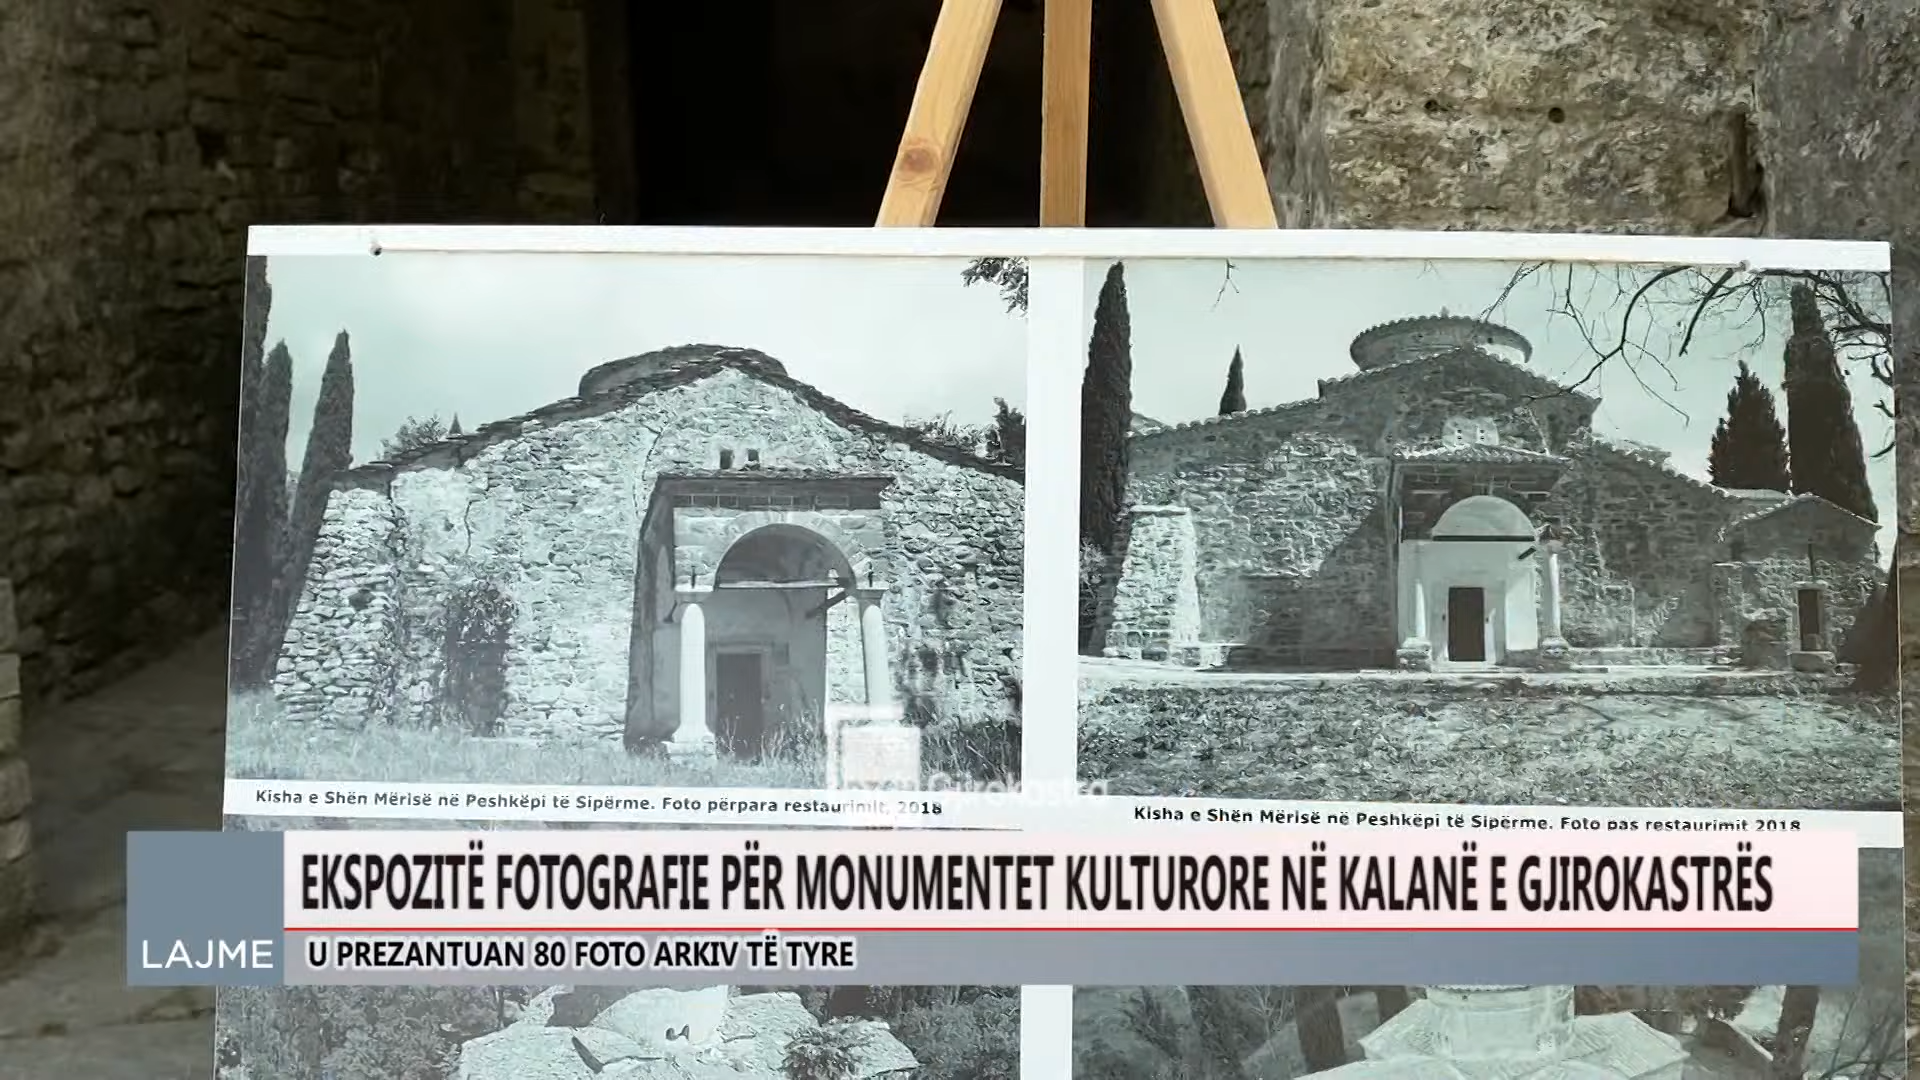 Kisha e Shën Mërisë në Peshkëpi të Sipërme. Foto përpara restaurimit, 2018
Kisha e Shën Mërisë në Peshkëpi të Sipërme. Foto pas restaurimit 2018
EKSPOZITË FOTOGRAFIE PËR MONUMENTET KULTURORE NË KALANË E GJIROKASTRËS
LAJME
U PREZANTUAN 80 FOTO ARKIV TË TYRE